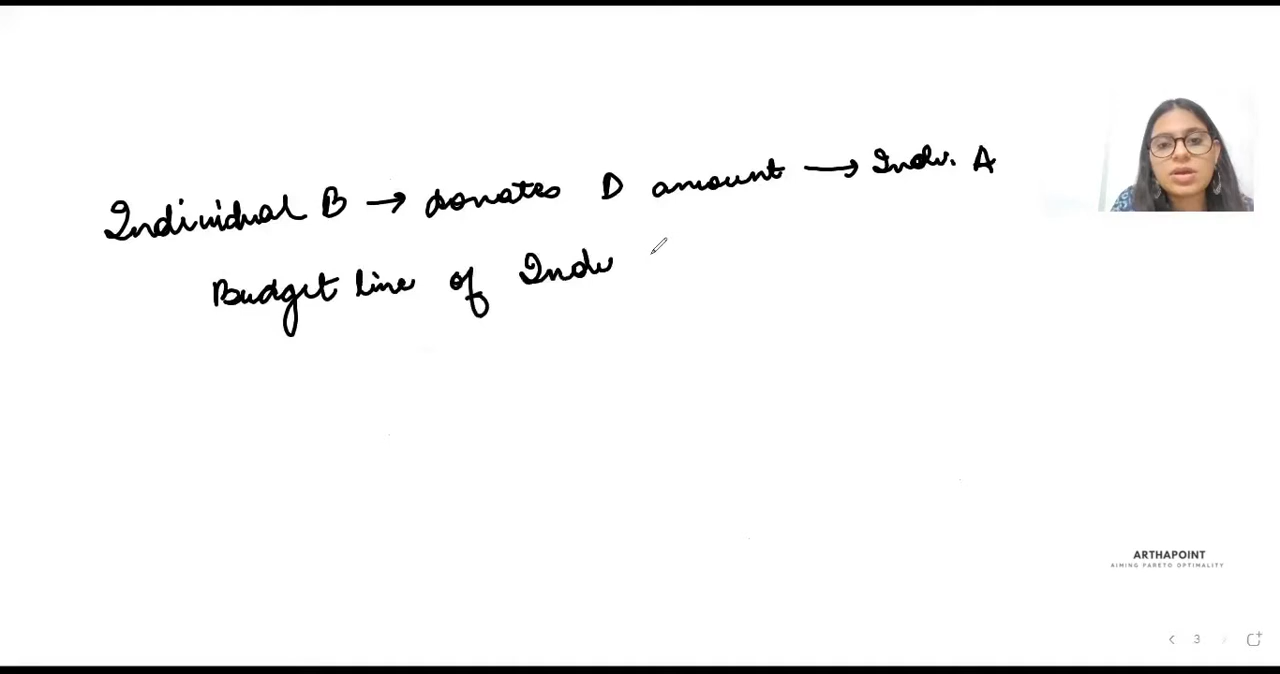 Individual B → donates D amount → Indv. A
Budget line of Indv
ARTHAPOINT
AIMING PARETO OPTIMALITY
< 3